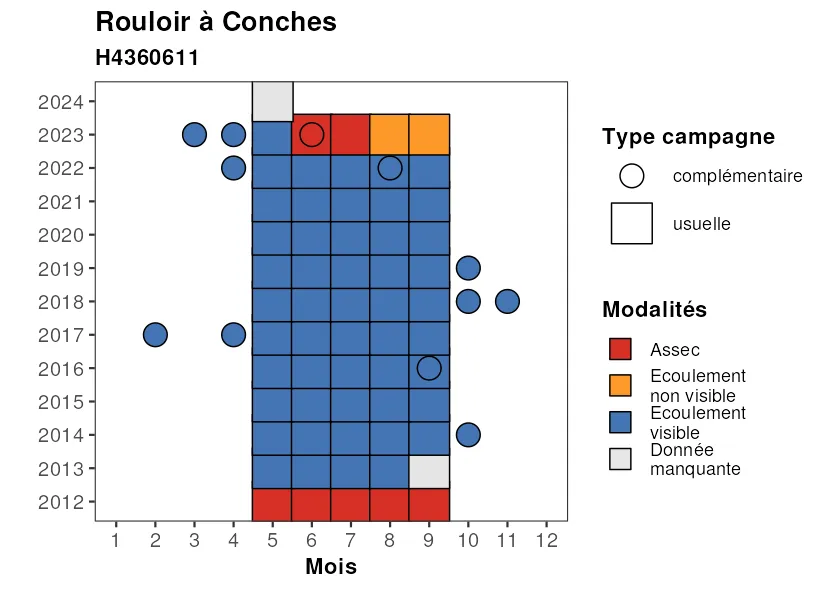 Rouloir à Conches
H4360611
2024
2023
2022
2021
2020
2019
2018
2017
2016
2015
2014
2013
2012
1 2 3 4 5 6 7 8 9 10 11 12
Mois
Type campagne
complémentaire
usuelle
Modalités
Assec
Ecoulement
non visible
Ecoulement
visible
Donnée
manquante